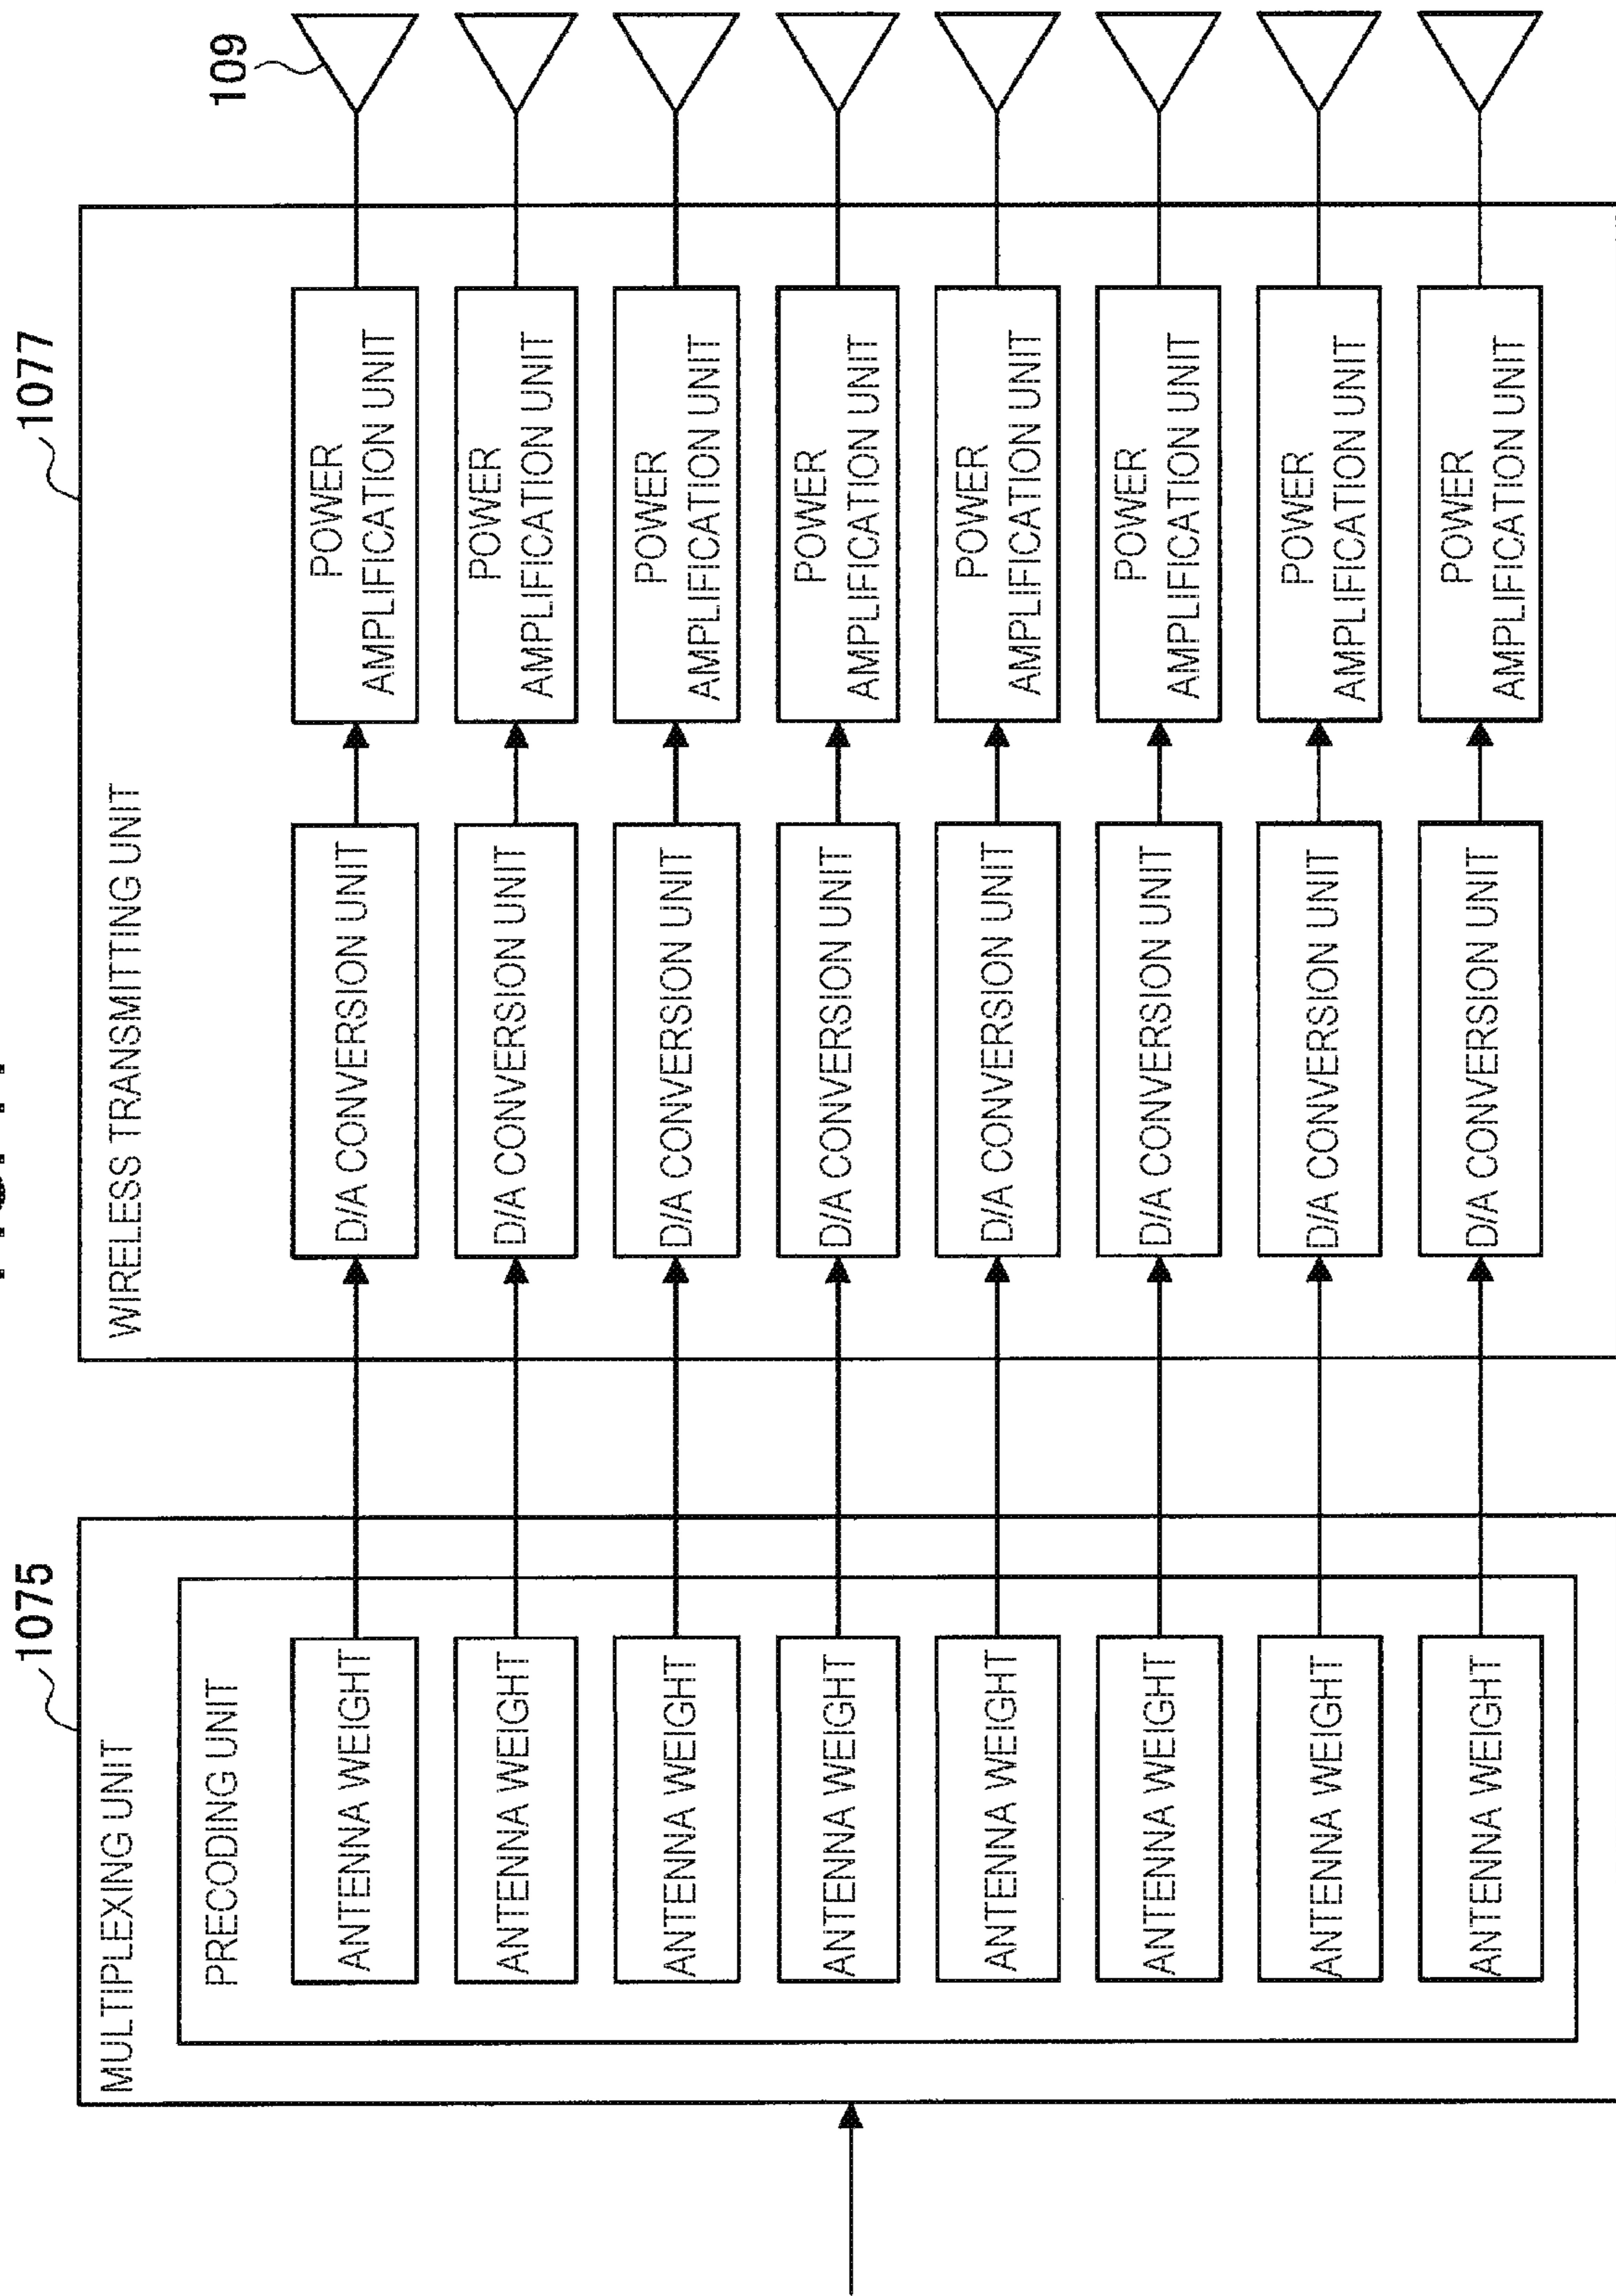 1075
1077
109
MULTIPLEXING UNIT
PRECODING UNIT
WIRELESS TRANSMITTING UNIT
ANTENNA WEIGHT
D/A CONVERSION UNIT
POWER
AMPLIFICATION UNIT
ANTENNA WEIGHT
D/A CONVERSION UNIT
POWER
AMPLIFICATION UNIT
ANTENNA WEIGHT
D/A CONVERSION UNIT
POWER
AMPLIFICATION UNIT
ANTENNA WEIGHT
D/A CONVERSION UNIT
POWER
AMPLIFICATION UNIT
ANTENNA WEIGHT
D/A CONVERSION UNIT
POWER
AMPLIFICATION UNIT
ANTENNA WEIGHT
D/A CONVERSION UNIT
POWER
AMPLIFICATION UNIT
ANTENNA WEIGHT
D/A CONVERSION UNIT
POWER
AMPLIFICATION UNIT
ANTENNA WEIGHT
D/A CONVERSION UNIT
POWER
AMPLIFICATION UNIT